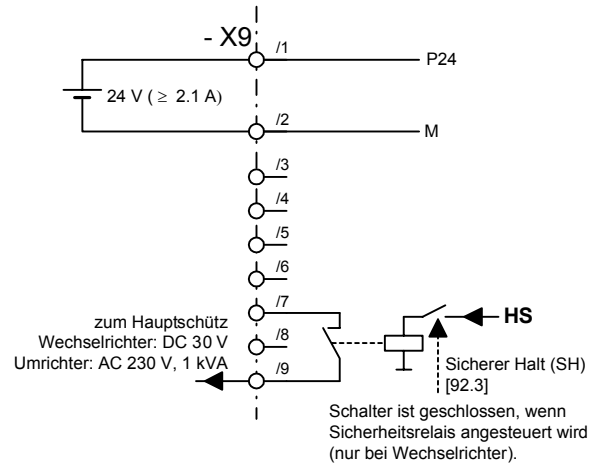 - X9
/1
P24
24 V ( ≥ 2.1 A)
/2
M
/3
/4
/5
/6
/7
zum Hauptschütz
Wechselrichter: DC 30 V
Umrichter: AC 230 V, 1 kVA
/8
/9
HS
Sicherer Halt (SH)
[92.3]
Schalter ist geschlossen, wenn
Sicherheitsrelais angesteuert wird
(nur bei Wechselrichter).